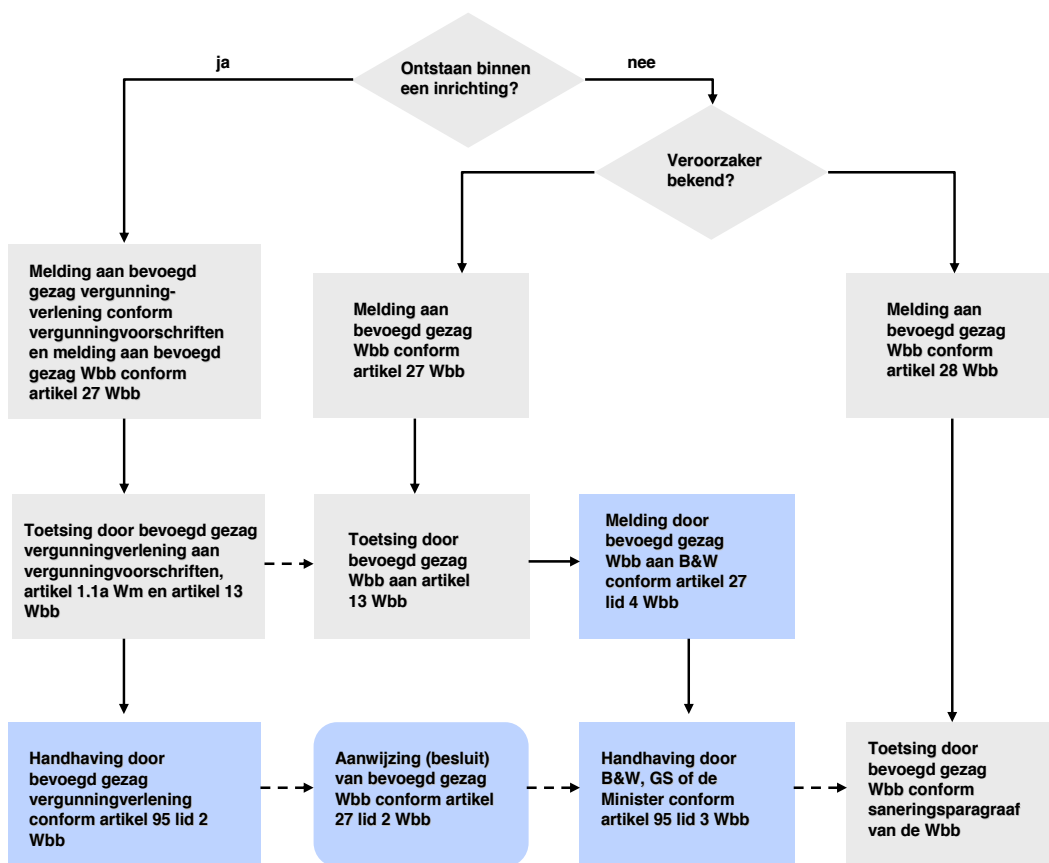 ja
Ontstaan binnen
een inrichting?
nee
Veroorzaker
bekend?
Melding aan bevoegd
gezag vergunning-
verlening conform
vergunningvoorschriften
en melding aan bevoegd
gezag Wbb conform
artikel 27 Wbb
Melding aan
bevoegd gezag
Wbb conform
artikel 27 Wbb
Melding aan
bevoegd gezag
Wbb conform
artikel 28 Wbb
Toetsing door bevoegd gezag
vergunningverlening aan
vergunningvoorschriften,
artikel 1.1a Wm en artikel 13
Wbb
Toetsing door
bevoegd gezag
Wbb aan artikel
13 Wbb
Melding door
bevoegd gezag
Wbb aan B&W
conform artikel 27
lid 4 Wbb
Handhaving door
bevoegd gezag
vergunningverlening
conform artikel 95 lid 2
Wbb
Aanwijzing (besluit)
van bevoegd gezag
Wbb conform artikel
27 lid 2 Wbb
Handhaving door
B&W, GS of de
Minister conform
artikel 95 lid 3 Wbb
Toetsing door
bevoegd gezag
Wbb conform
saneringsparagraaf
van de Wbb